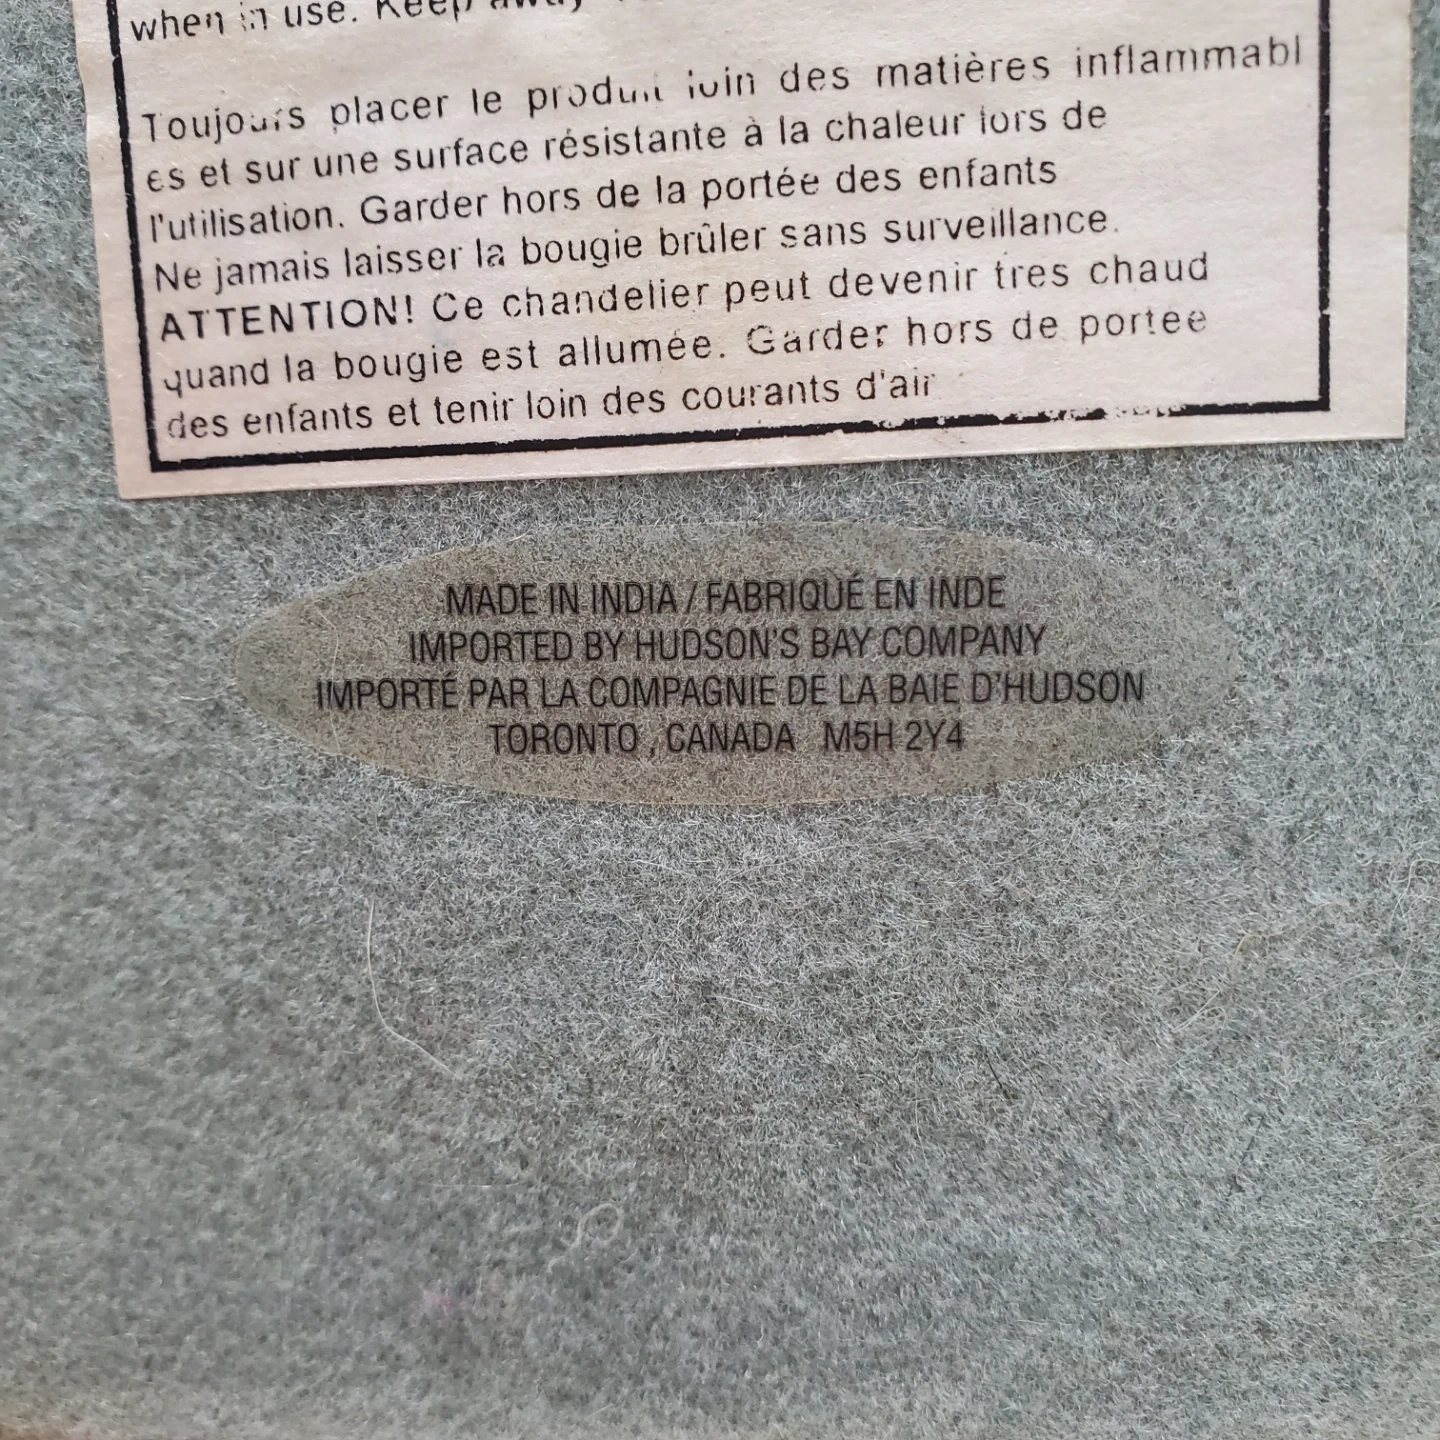 when in use. Keep away
Toujours placer le produit loin des matières inflammabl
es et sur une surface résistante à la chaleur lors de
l'utilisation. Garder hors de la portée des enfants
Ne jamais laisser la bougie brûler sans surveillance.
ATTENTION! Ce chandelier peut devenir tres chaud
quand la bougie est allumée. Garder hors de portee
des enfants et tenir loin des courants d'air
MADE IN INDIA / FABRIQUÉ EN INDE
IMPORTED BY HUDSON'S BAY COMPANY
IMPORTÉ PAR LA COMPAGNIE DE LA BAIE D'HUDSON
TORONTO , CANADA M5H 2Y4